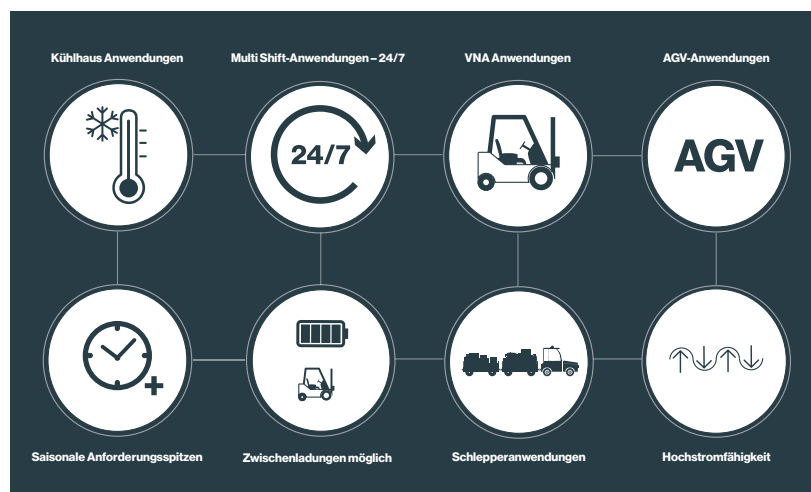 Kühlhaus Anwendungen
Multi Shift-Anwendungen – 24/7
VNA Anwendungen
AGV-Anwendungen
24/7
AGV
Saisonale Anforderungsspitzen
Zwischenladungen möglich
Schlepperanwendungen
Hochstromfähigkeit